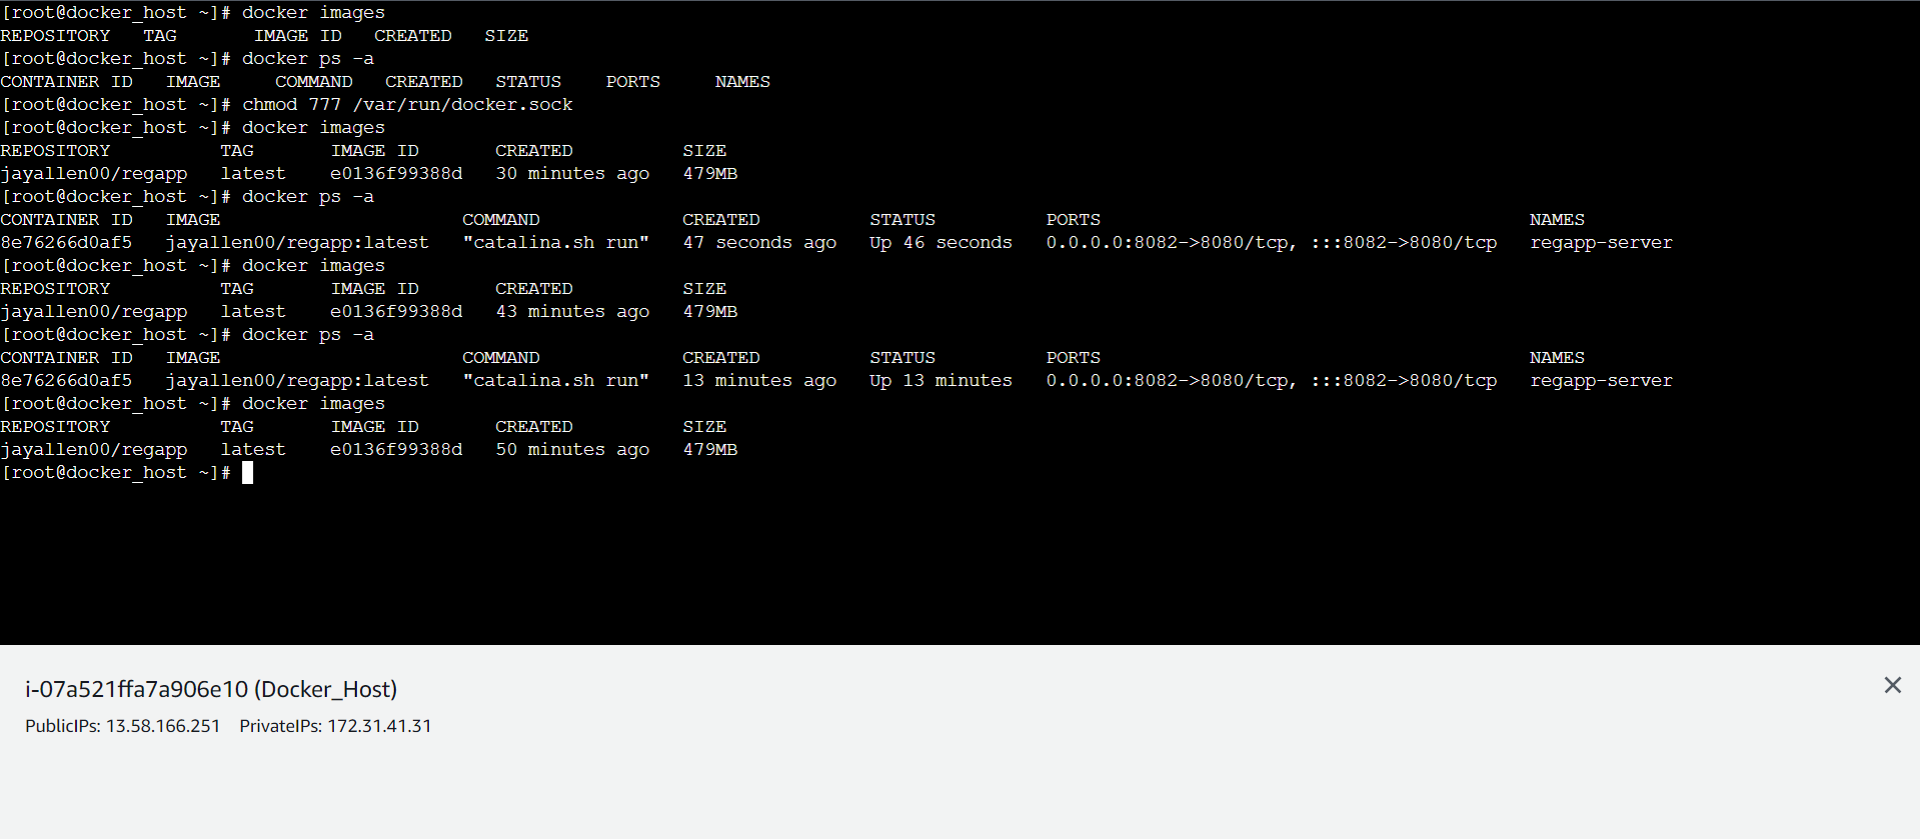 [root@docker_host ~]# docker images
REPOSITORY   TAG       IMAGE ID   CREATED   SIZE
[root@docker_host ~]# docker ps -a
CONTAINER ID   IMAGE     COMMAND   CREATED   STATUS    PORTS     NAMES
[root@docker_host ~]# chmod 777 /var/run/docker.sock
[root@docker_host ~]# docker images
REPOSITORY          TAG       IMAGE ID       CREATED          SIZE
jayallen00/regapp   latest    e0136f99388d   30 minutes ago   479MB
[root@docker_host ~]# docker ps -a
CONTAINER ID   IMAGE                      COMMAND             CREATED          STATUS          PORTS                                       NAMES
8e76266d0af5   jayallen00/regapp:latest   "catalina.sh run"   47 seconds ago   Up 46 seconds   0.0.0.0:8082->8080/tcp, :::8082->8080/tcp   regapp-server
[root@docker_host ~]# docker images
REPOSITORY          TAG       IMAGE ID       CREATED          SIZE
jayallen00/regapp   latest    e0136f99388d   43 minutes ago   479MB
[root@docker_host ~]# docker ps -a
CONTAINER ID   IMAGE                      COMMAND             CREATED          STATUS          PORTS                                       NAMES
8e76266d0af5   jayallen00/regapp:latest   "catalina.sh run"   13 minutes ago   Up 13 minutes   0.0.0.0:8082->8080/tcp, :::8082->8080/tcp   regapp-server
[root@docker_host ~]# docker images
REPOSITORY          TAG       IMAGE ID       CREATED          SIZE
jayallen00/regapp   latest    e0136f99388d   50 minutes ago   479MB
[root@docker_host ~]#
i-07a521ffa7a906e10 (Docker_Host)
PublicIPs: 13.58.166.251    PrivateIPs: 172.31.41.31